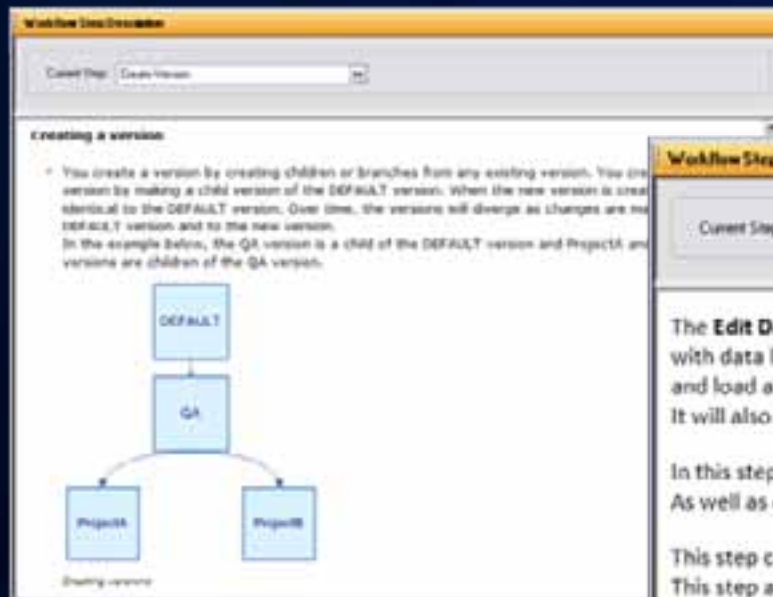 Workflow Step Description
Current Step: Create Version
Creating a version
• You create a version by creating children or branches from any existing version. You cre
version by making a child version of the DEFAULT version. When the new version is crea
identical to the DEFAULT version. Over time, the versions will diverge as changes are ma
DEFAULT version and to the new version.
In the example below, the QA version is a child of the DEFAULT version and ProjectA and
versions are children of the QA version.
DEFAULT
QA
ProjectA
ProjectB
Creating versions
Workflow Step
Current Step
The Edit D
with data
and load a
It will also
In this step
As well as
This step c
This step a